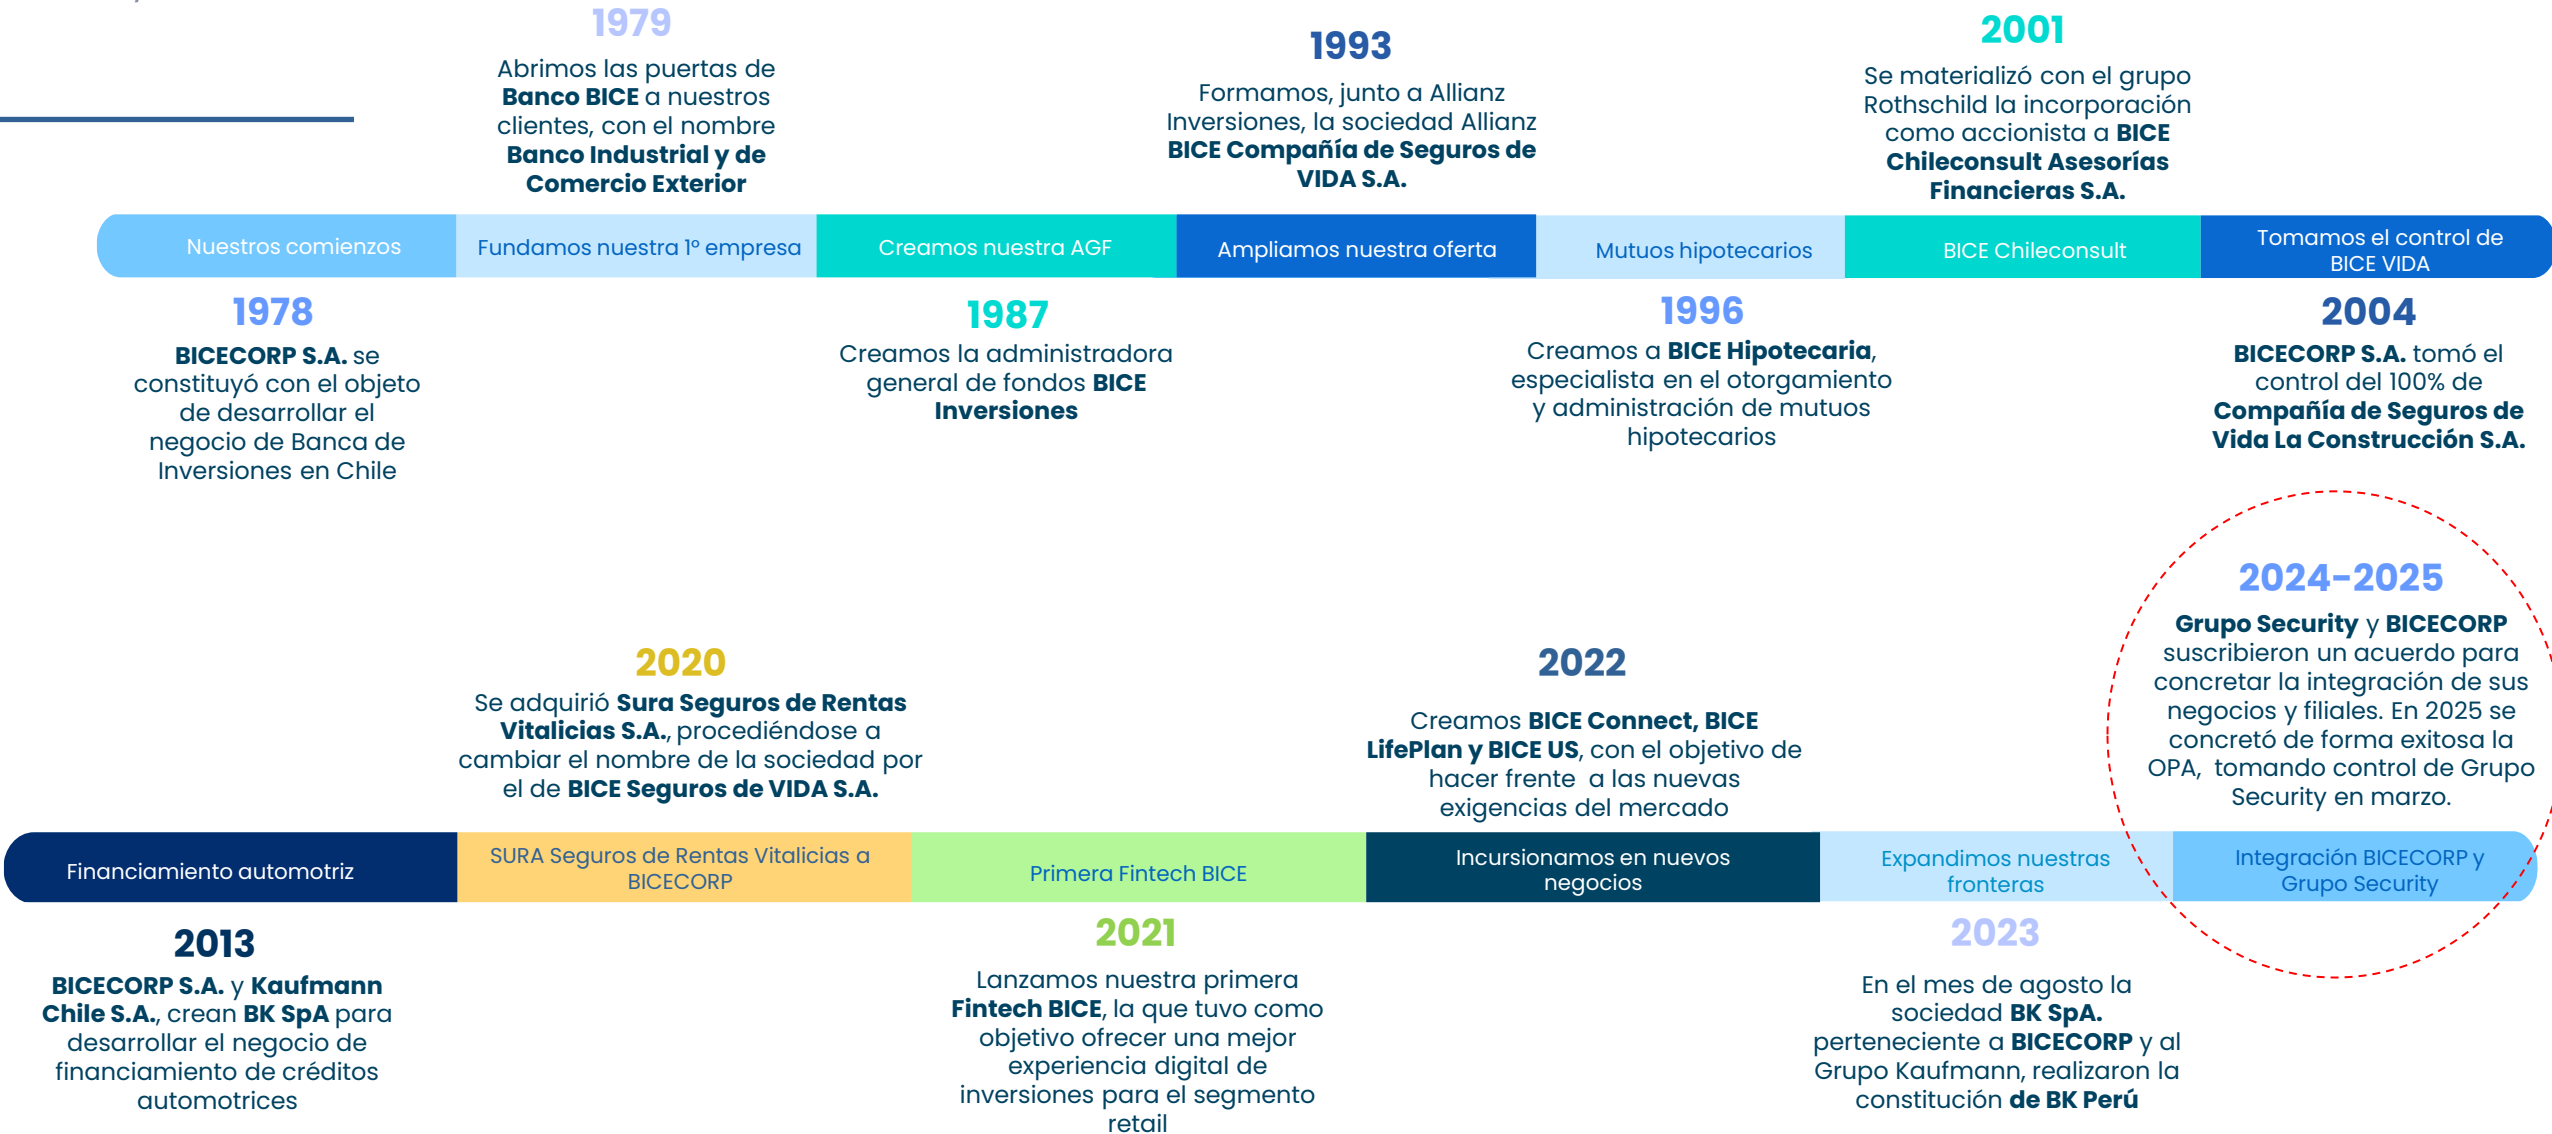 1979
Abrimos las puertas de
Banco BICE a nuestros
clientes, con el nombre
Banco Industrial y de
Comercio Exterior
1993
Formamos, junto a Allianz
Inversiones, la sociedad Allianz
BICE Compañía de Seguros de
VIDA S.A.
2001
Se materializó con el grupo
Rothschild la incorporación
como accionista a BICE
Chileconsult Asesorías
Financieras S.A.
Nuestros comienzos
Fundamos nuestra 1º empresa
Creamos nuestra AGF
Ampliamos nuestra oferta
Mutuos hipotecarios
BICE Chileconsult
Tomamos el control de
BICE VIDA
1978
BICECORP S.A. se
constituyó con el objeto
de desarrollar el
negocio de Banca de
Inversiones en Chile
1987
Creamos la administradora
general de fondos BICE
Inversiones
1996
Creamos a BICE Hipotecaria,
especialista en el otorgamiento
y administración de mutuos
hipotecarios
2004
BICECORP S.A. tomó el
control del 100% de
Compañía de Seguros de
Vida La Construcción S.A.
2020
Se adquirió Sura Seguros de Rentas
Vitalicias S.A., procediéndose a
cambiar el nombre de la sociedad por
el de BICE Seguros de VIDA S.A.
2022
Creamos BICE Connect, BICE
LifePlan y BICE US, con el objetivo de
hacer frente a las nuevas
exigencias del mercado
2024-2025
Grupo Security y BICECORP
suscribieron un acuerdo para
concretar la integración de sus
negocios y filiales. En 2025 se
concretó de forma exitosa la
OPA, tomando control de Grupo
Security en marzo.
Financiamiento automotriz
SURA Seguros de Rentas Vitalicias a
BICECORP
Primera Fintech BICE
Incursionamos en nuevos
negocios
Expandimos nuestras
fronteras
Integración BICECORP y
Grupo Security
2013
BICECORP S.A. y Kaufmann
Chile S.A., crean BK SpA para
desarrollar el negocio de
financiamiento de créditos
automotrices
2021
Lanzamos nuestra primera
Fintech BICE, la que tuvo como
objetivo ofrecer una mejor
experiencia digital de
inversiones para el segmento
retail
2023
En el mes de agosto la
sociedad BK SpA.
perteneciente a BICECORP y al
Grupo Kaufmann, realizaron la
constitución de BK Perú